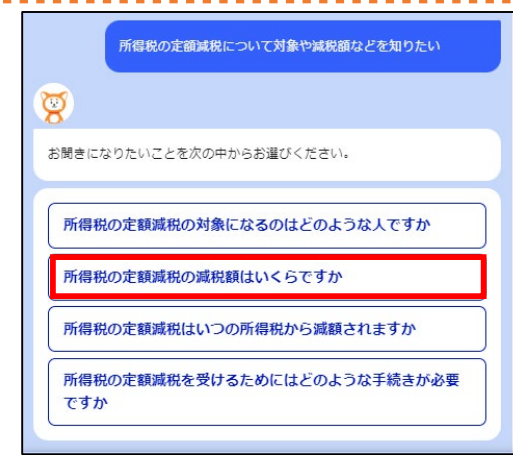 所得税の定額減税について対象や減税額などを知りたい
お聞きになりたいことを次の中からお選びください。
所得税の定額減税の対象になるのはどのような人ですか
所得税の定額減税の減税額はいくらですか
所得税の定額減税はいつの所得税から減額されますか
所得税の定額減税を受けるためにはどのような手続きが必要
ですか